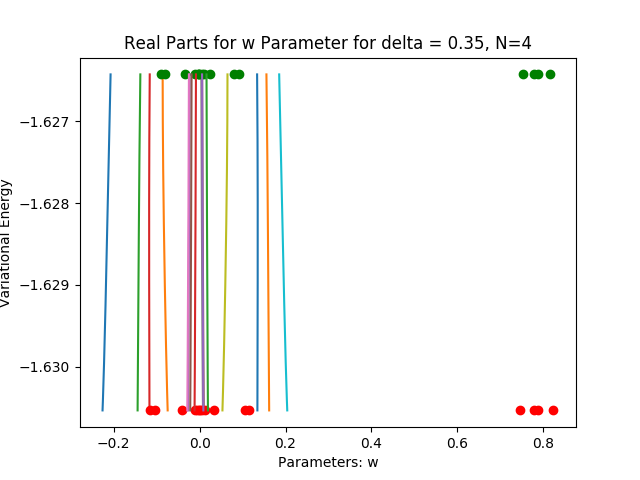 Real Parts for w Parameter for delta = 0.35, N=4
Variational Energy
−1.627
−1.628
−1.629
−1.630
−0.2 0.0 0.2 0.4 0.6 0.8
Parameters: w